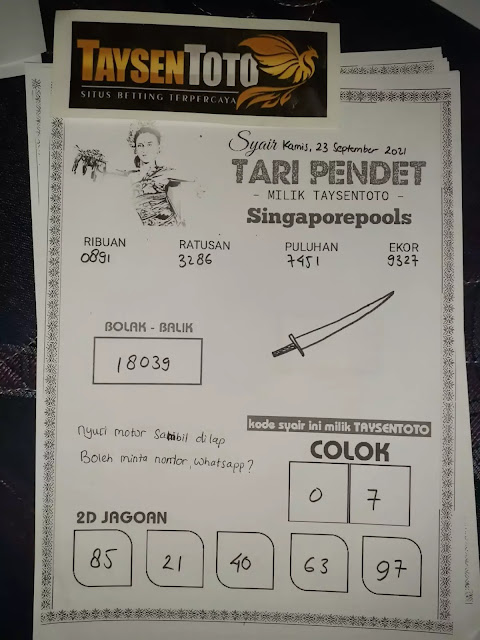 TAYSENTOTO
SITUS BETTING TERPERCAYA
Syair Kamis, 23 September 2021
TARI PENDET
- MILIK TAYSENTOTO -
Singaporepools
RIBUAN RATUSAN PULUHAN EKOR
0891 3286 7451 9327
BOLAK - BALIK
18039
kode syair ini milik TAYSENTOTO
Nyuci motor sambil dilap
Boleh minta nomor whatsapp?
COLOK
0 7
2D JAGOAN
85 21 40 63 97